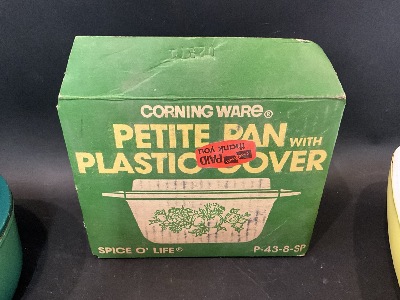 CORNING WARE®
PETITE PAN WITH
PLASTIC COVER
PAID
thank you
SPICE O' LIFE®
P-43-8-SP